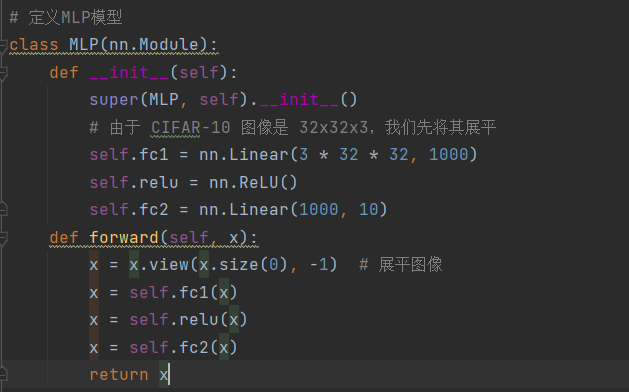 # 定义MLP模型
class MLP(nn.Module):
    def __init__(self):
        super(MLP, self).__init__()
        # 由于 CIFAR-10 图像是 32x32x3，我们先将其展平
        self.fc1 = nn.Linear(3 * 32 * 32, 1000)
        self.relu = nn.ReLU()
        self.fc2 = nn.Linear(1000, 10)
    def forward(self, x):
        x = x.view(x.size(0), -1)  # 展平图像
        x = self.fc1(x)
        x = self.relu(x)
        x = self.fc2(x)
        return x